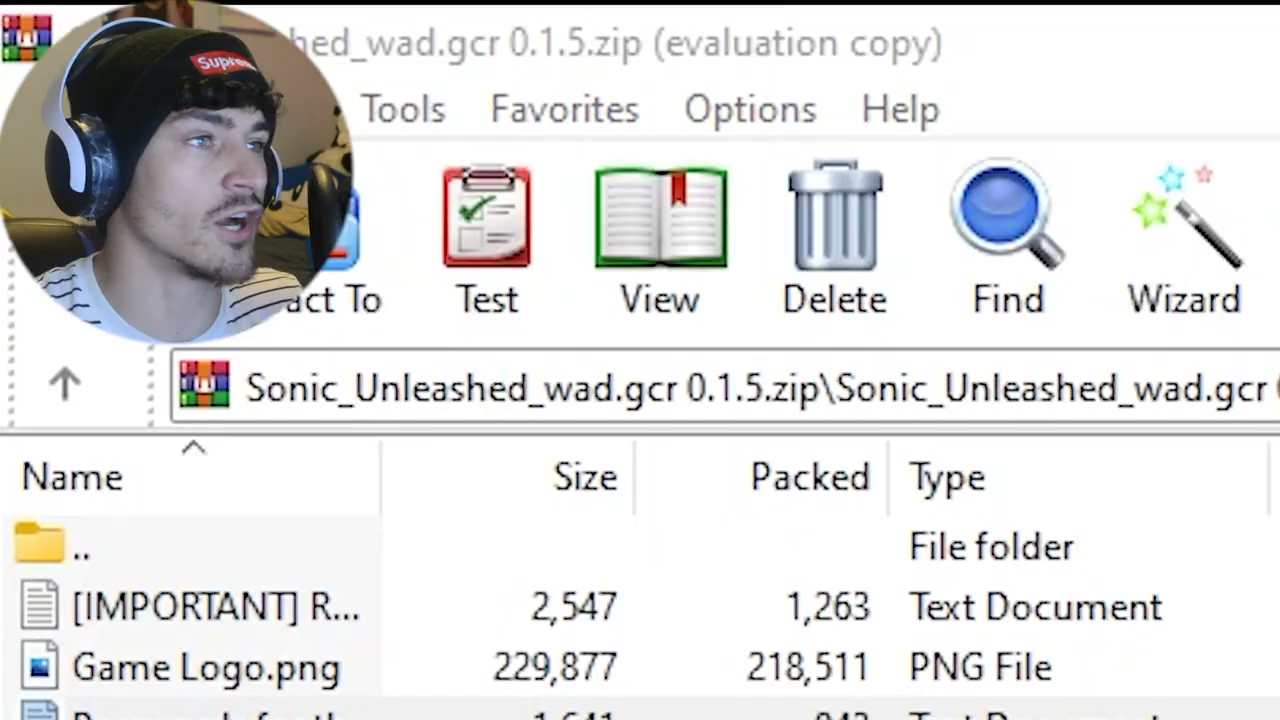 hed_wad.gcr 0.1.5.zip (evaluation copy)
Tools Favorites Options Help
act To Test View Delete Find Wizard
Sonic_Unleashed_wad.gcr 0.1.5.zip\Sonic_Unleashed_wad.gcr
Name Size Packed Type
.. File folder
[IMPORTANT] R... 2,547 1,263 Text Document
Game Logo.png 229,877 218,511 PNG File